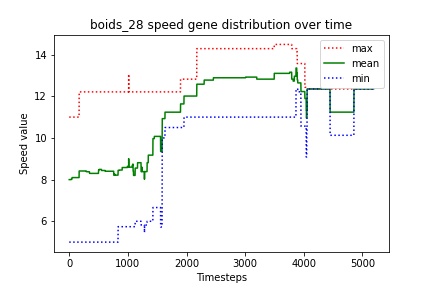 boids_28 speed gene distribution over time
max
mean
min
Speed value
14
12
10
8
6
0
1000
2000
3000
4000
5000
Timesteps